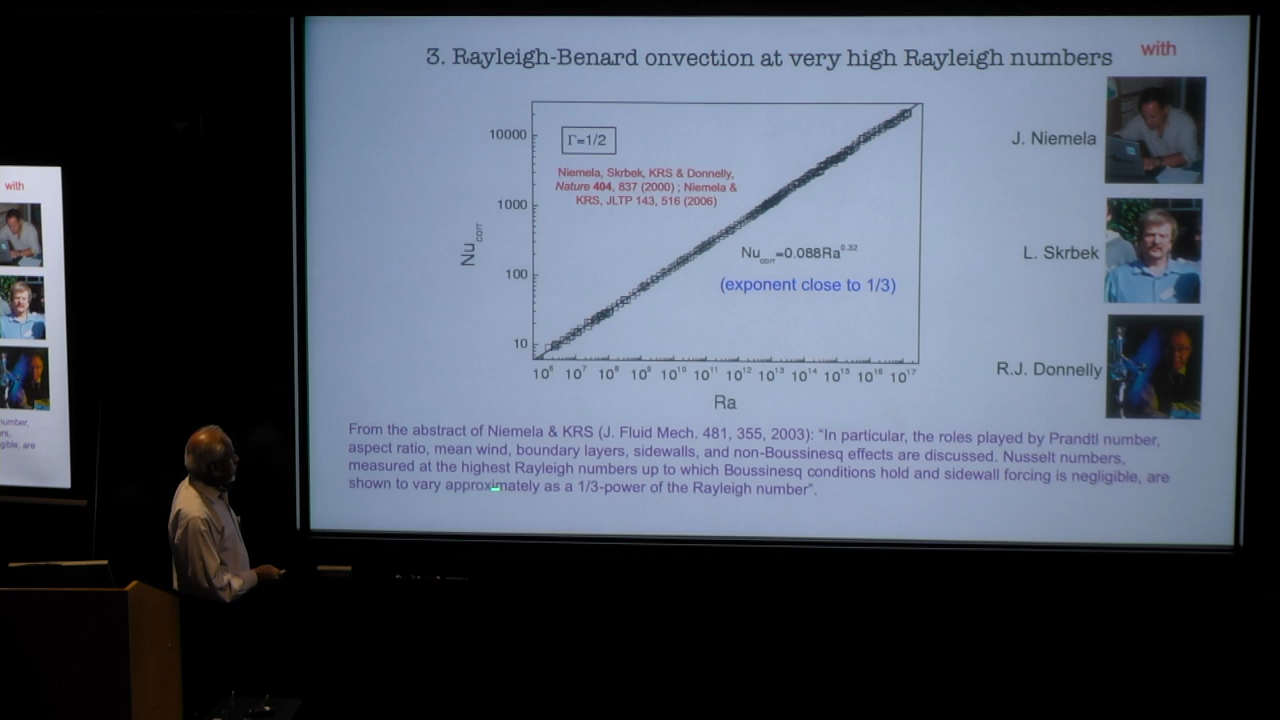 3. Rayleigh-Benard onvection at very high Rayleigh numbers
with
Γ=1/2
Niemela, Skrbek, KRS & Donnelly,
Nature 404, 837 (2000) ; Niemela &
KRS, JLTP 143, 516 (2006)
10000
1000
100
10
Nu_corr
Nu_corr=0.088Ra^0.32
(exponent close to 1/3)
10^6 10^7 10^8 10^9 10^10 10^11 10^12 10^13 10^14 10^15 10^16 10^17
Ra
J. Niemela
L. Skrbek
R.J. Donnelly
From the abstract of Niemela & KRS (J. Fluid Mech. 481, 355, 2003): “In particular, the roles played by Prandtl number,
aspect ratio, mean wind, boundary layers, sidewalls, and non-Boussinesq effects are discussed. Nusselt numbers,
measured at the highest Rayleigh numbers up to which Boussinesq conditions hold and sidewall forcing is negligible, are
shown to vary approximately as a 1/3-power of the Rayleigh number”.
with
number,
rs.
gible, are